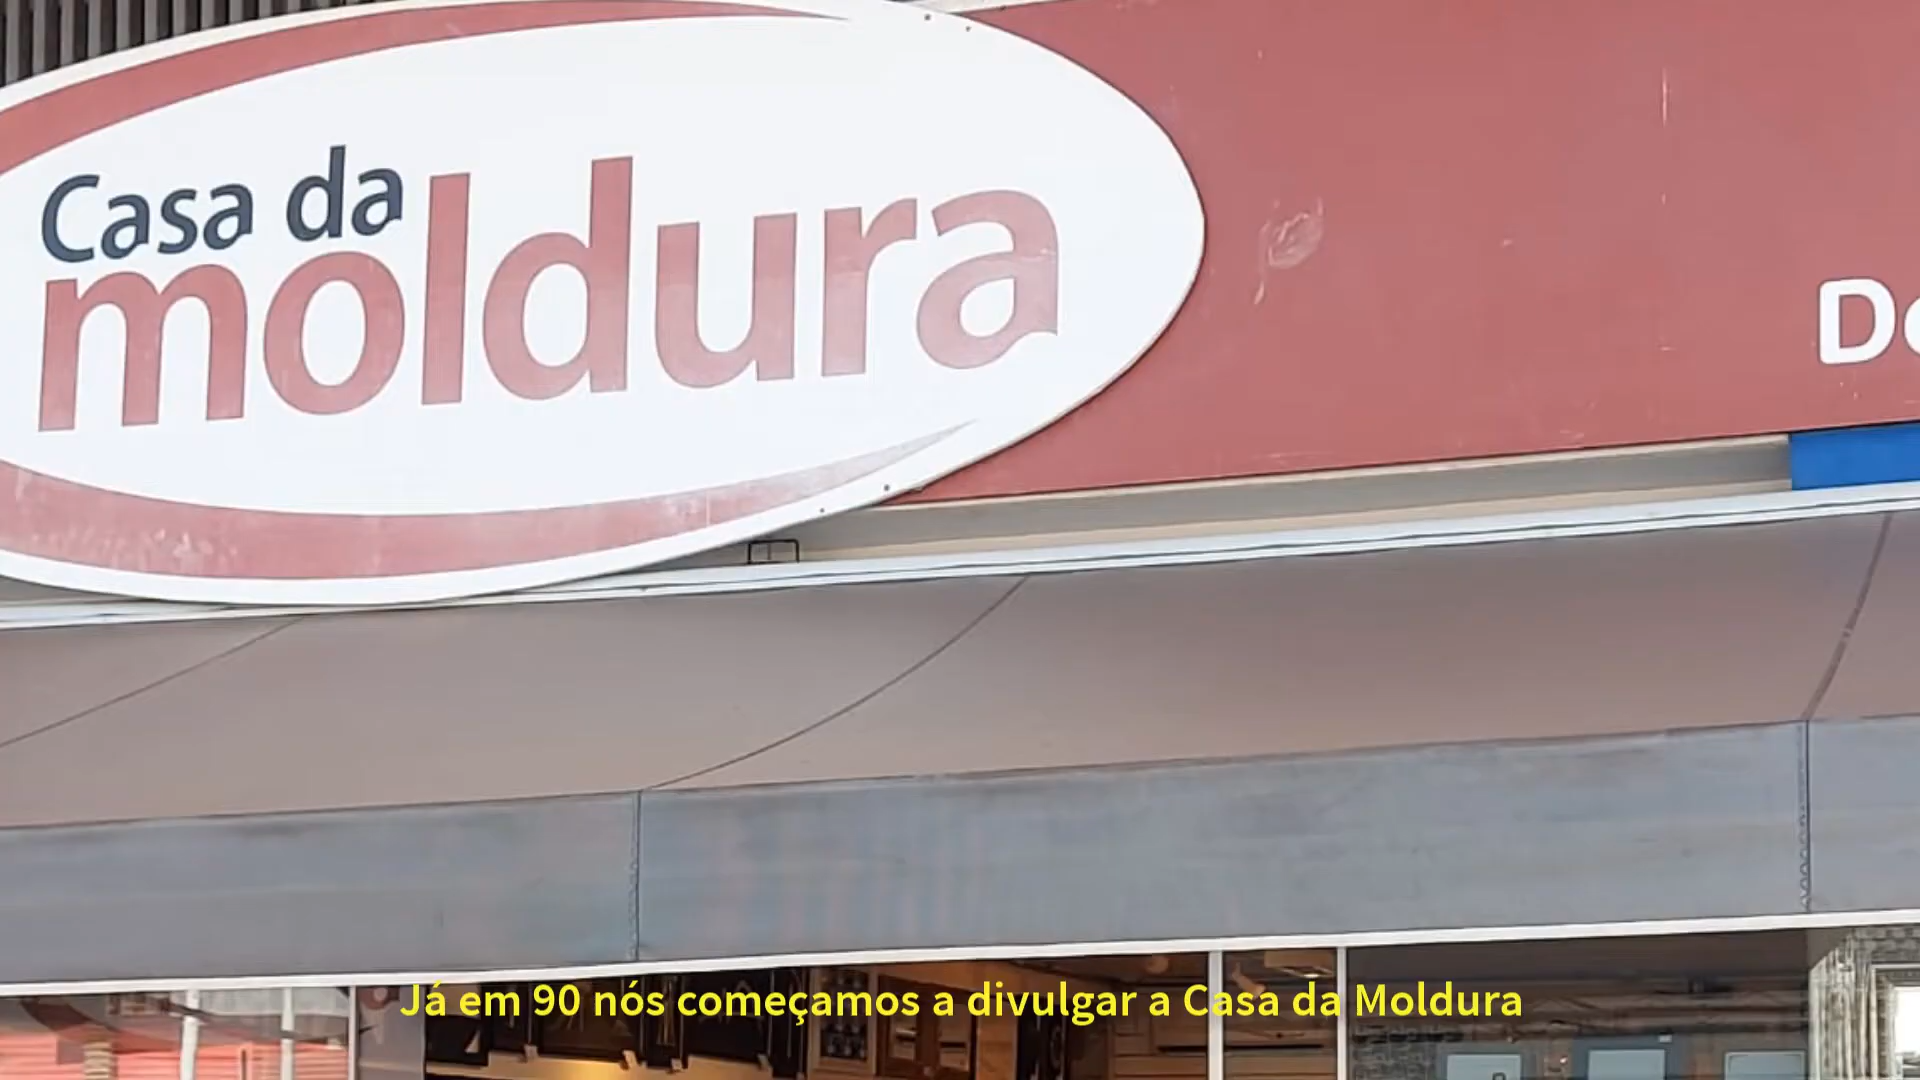 Casa da
moldura
Já em 90 nós começamos a divulgar a Casa da Moldura